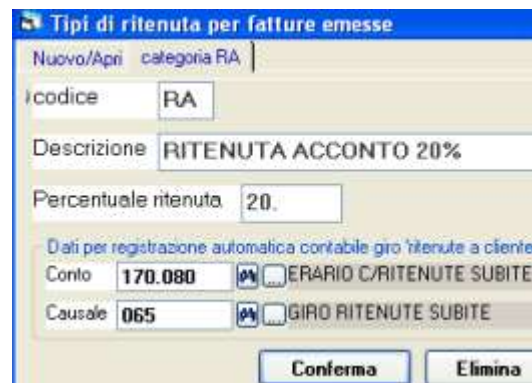 Tipi di ritenuta per fatture emesse
Nuovo/Apri categoria RA
codice RA
Descrizione RITENUTA ACCONTO 20%
Percentuale ritenuta 20.
Dati per registrazione automatica contabile giro 'ritenute a cliente
Conto 170.080 ... ERARIO C/RITENUTE SUBITE
Causale 065 ... GIRO RITENUTE SUBITE
Conferma Elimina